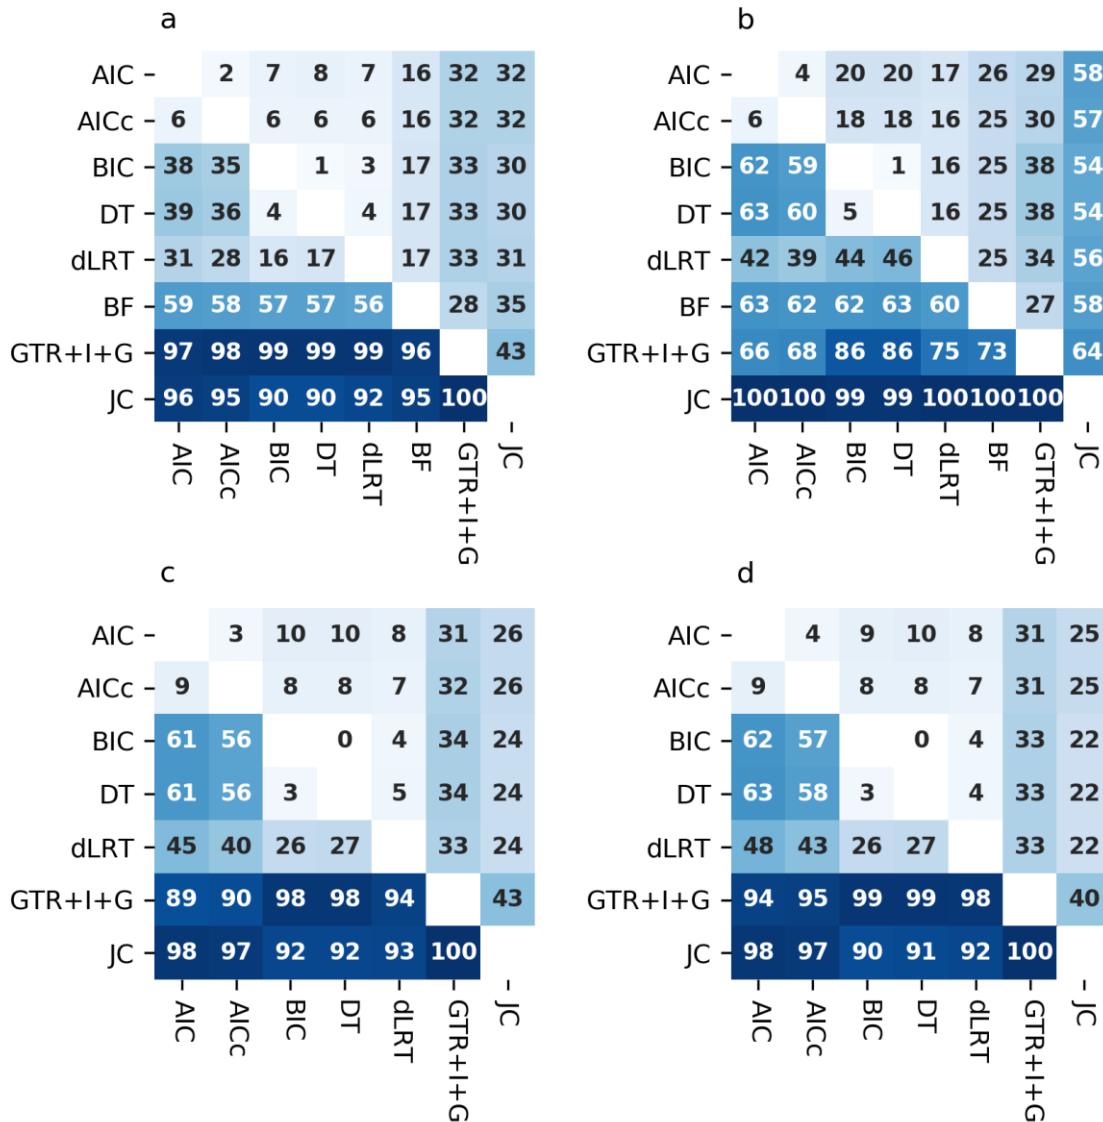 a
AIC 2 7 8 7 16 32 32
AICc 6 6 6 6 16 32 32
BIC 38 35 1 3 17 33 30
DT 39 36 4 4 17 33 30
dLRT 31 28 16 17 17 33 31
BF 59 58 57 57 56 28 35
GTR+I+G 97 98 99 99 99 96 43
JC 96 95 90 90 92 95 100
AIC AICc BIC DT dLRT BF GTR+I+G JC
b
AIC 4 20 20 17 26 29 58
AICc 6 18 18 16 25 30 57
BIC 62 59 1 16 25 38 54
DT 63 60 5 16 25 38 54
dLRT 42 39 44 46 25 34 56
BF 63 62 62 63 60 27 58
GTR+I+G 66 68 86 86 75 73 64
JC 100 100 99 99 100 100 100
AIC AICc BIC DT dLRT BF GTR+I+G JC
c
AIC 3 10 10 8 31 26
AICc 9 8 8 7 32 26
BIC 61 56 0 4 34 24
DT 61 56 3 5 34 24
dLRT 45 40 26 27 33 24
GTR+I+G 89 90 98 98 94 43
JC 98 97 92 92 93 100
AIC AICc BIC DT dLRT GTR+I+G JC
d
AIC 4 9 10 8 31 25
AICc 9 8 8 7 31 25
BIC 62 57 0 4 33 22
DT 63 58 3 4 33 22
dLRT 48 43 26 27 33 22
GTR+I+G 94 95 99 99 98 40
JC 98 97 90 91 92 100
AIC AICc BIC DT dLRT GTR+I+G JC